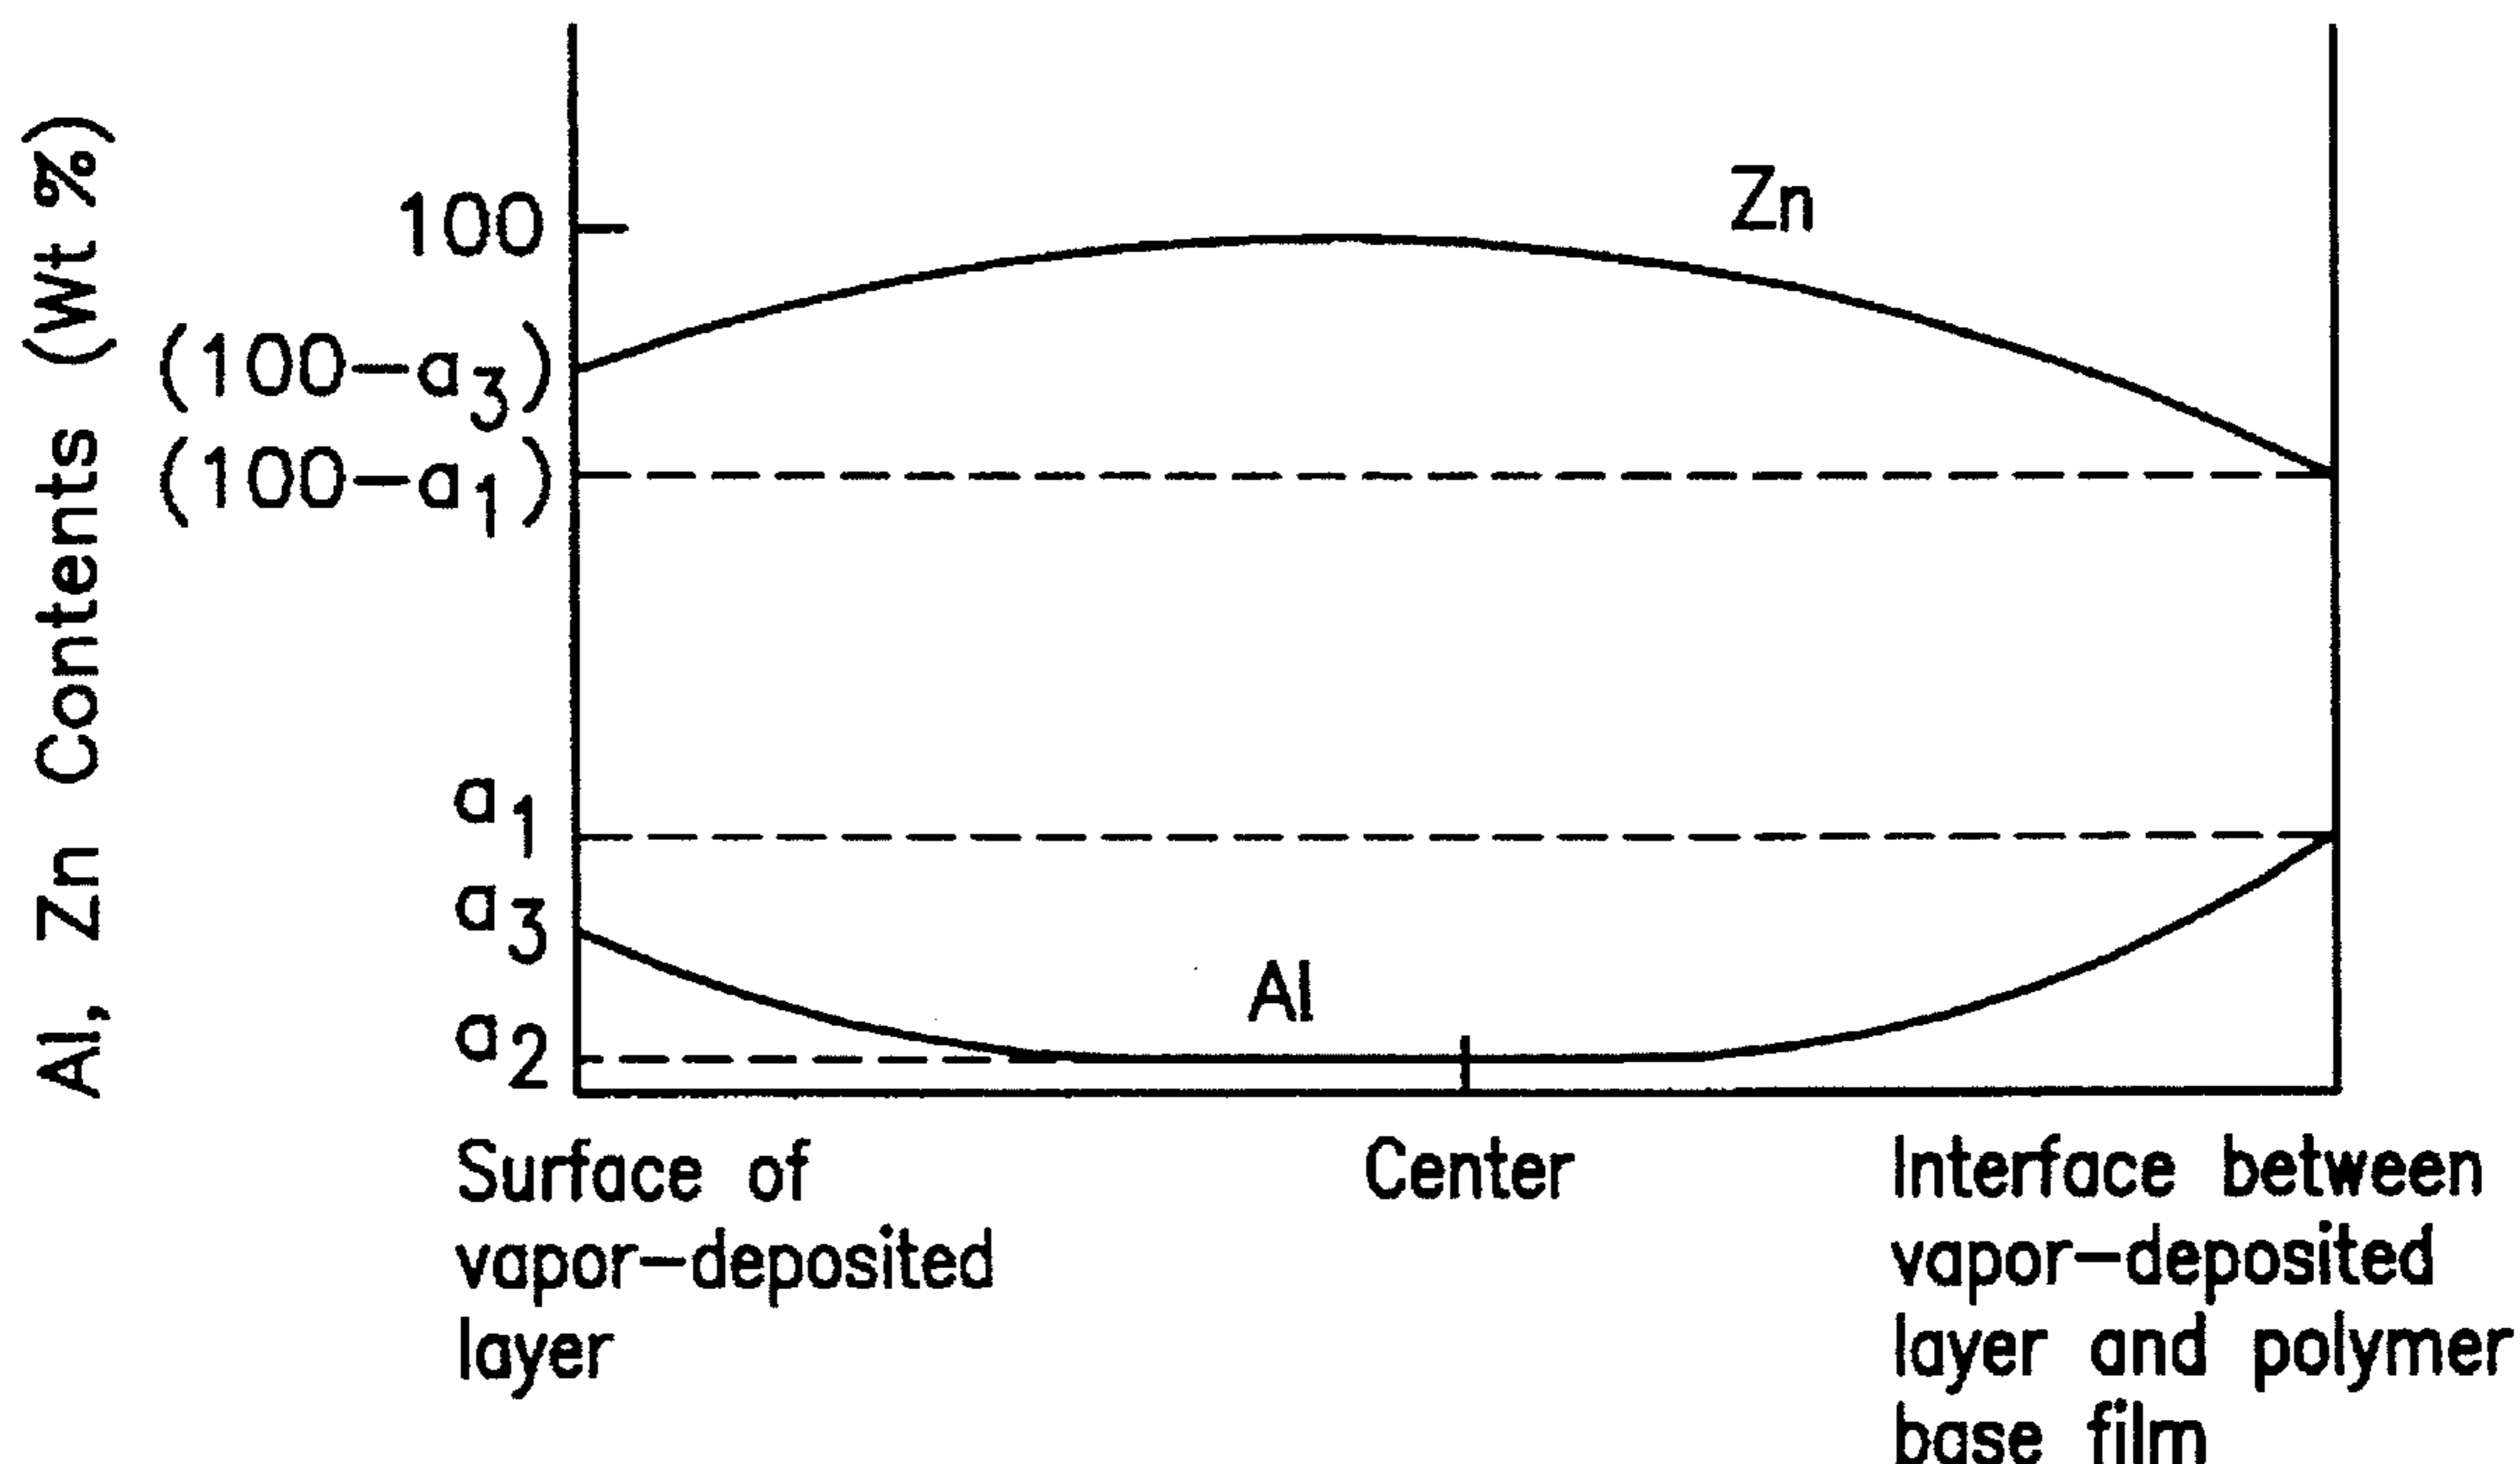 Al, Zn Contents (wt %)
100
(100-a3)
(100-a1)
a1
a3
a2
Zn
Al
Surface of
vapor-deposited
layer
Center
Interface between
vapor-deposited
layer and polymer
base film